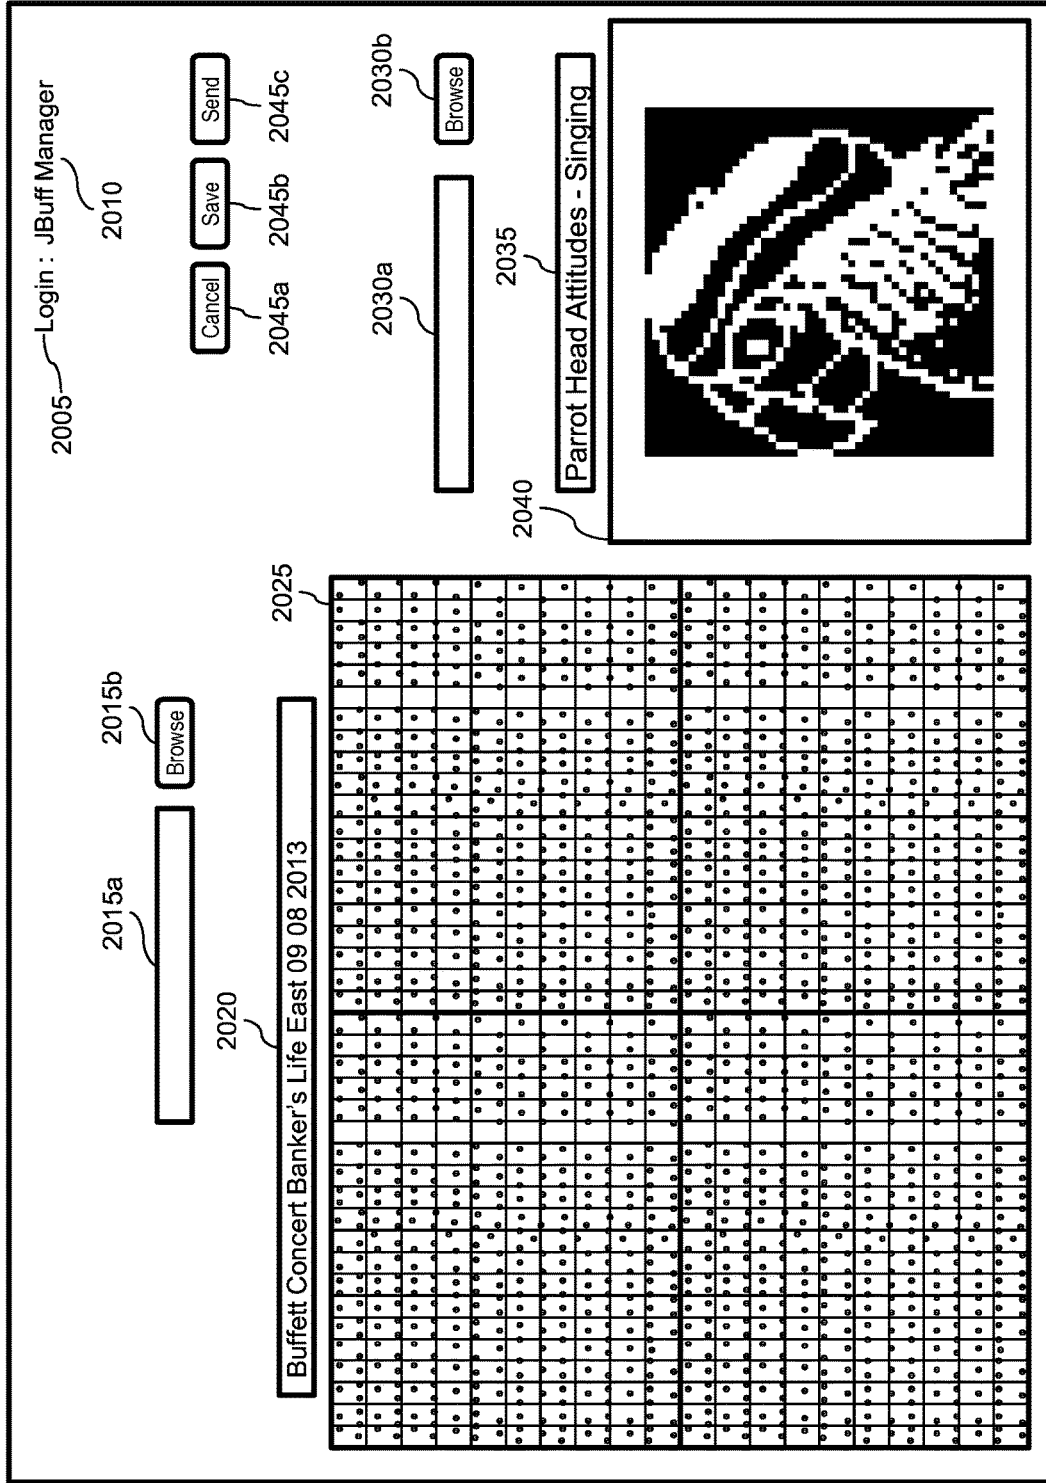 2005
Login : JBuff Manager
2010
2015a
2015b
Browse
Cancel
Save
Send
2045a
2045b
2045c
2020
Buffett Concert Banker's Life East 09 08 2013
2025
2030a
2030b
Browse
2035
Parrot Head Attitudes - Singing
2040